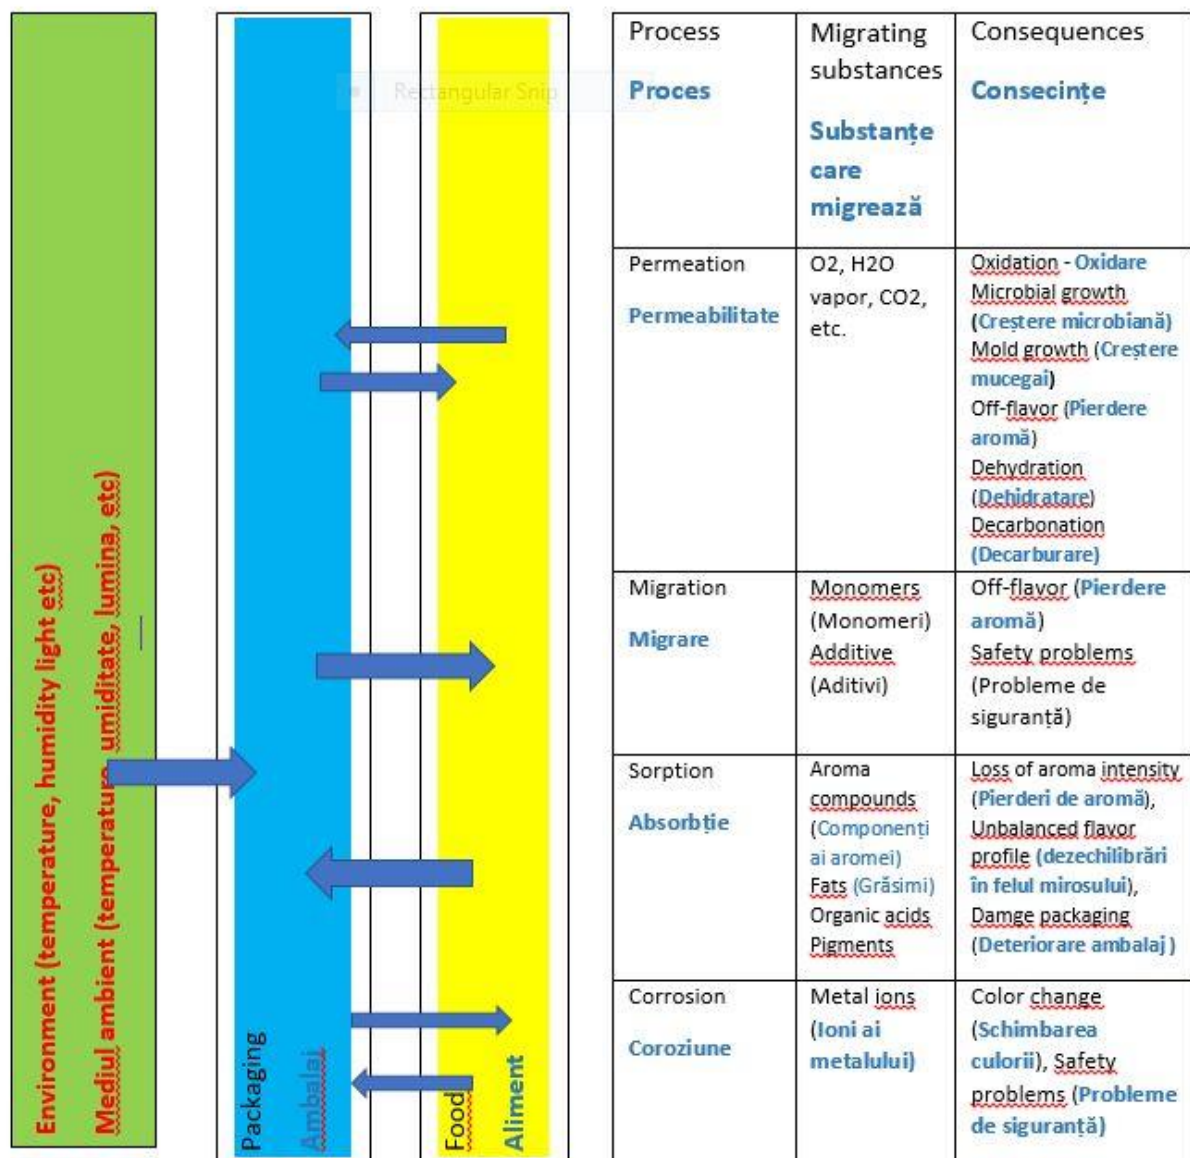 Environment (temperature, humidity light etc)
Mediul ambient (temperature, umiditate, lumina, etc)
Packaging
Ambalaj
Food
Aliment
Rectangular Snip
Process
Proces
Migrating
substances
Substanțe
care
migrează
Consequences
Consecințe
Permeation
Permeabilitate
O2, H2O
vapor, CO2,
etc.
Oxidation - Oxidare
Microbial growth
(Creștere microbiană)
Mold growth (Creștere
mucegai)
Off-flavor (Pierdere
aromă)
Dehydration
(Dehidratare)
Decarbonation
(Decarburare)
Migration
Migrare
Monomers
(Monomeri)
Additive
(Aditivi)
Off-flavor (Pierdere
aromă)
Safety problems
(Probleme de
siguranță)
Sorption
Absorbție
Aroma
compounds
(Componenți
ai aromei)
Fats (Grăsimi)
Organic acids
Pigments
Loss of aroma intensity
(Pierderi de aromă),
Unbalanced flavor
profile (dezechilibrări
în felul mirosului),
Damge packaging
(Deteriorare ambalaj )
Corrosion
Coroziune
Metal ions
(Ioni ai
metalului)
Color change
(Schimbarea
culorii), Safety
problems (Probleme
de siguranță)